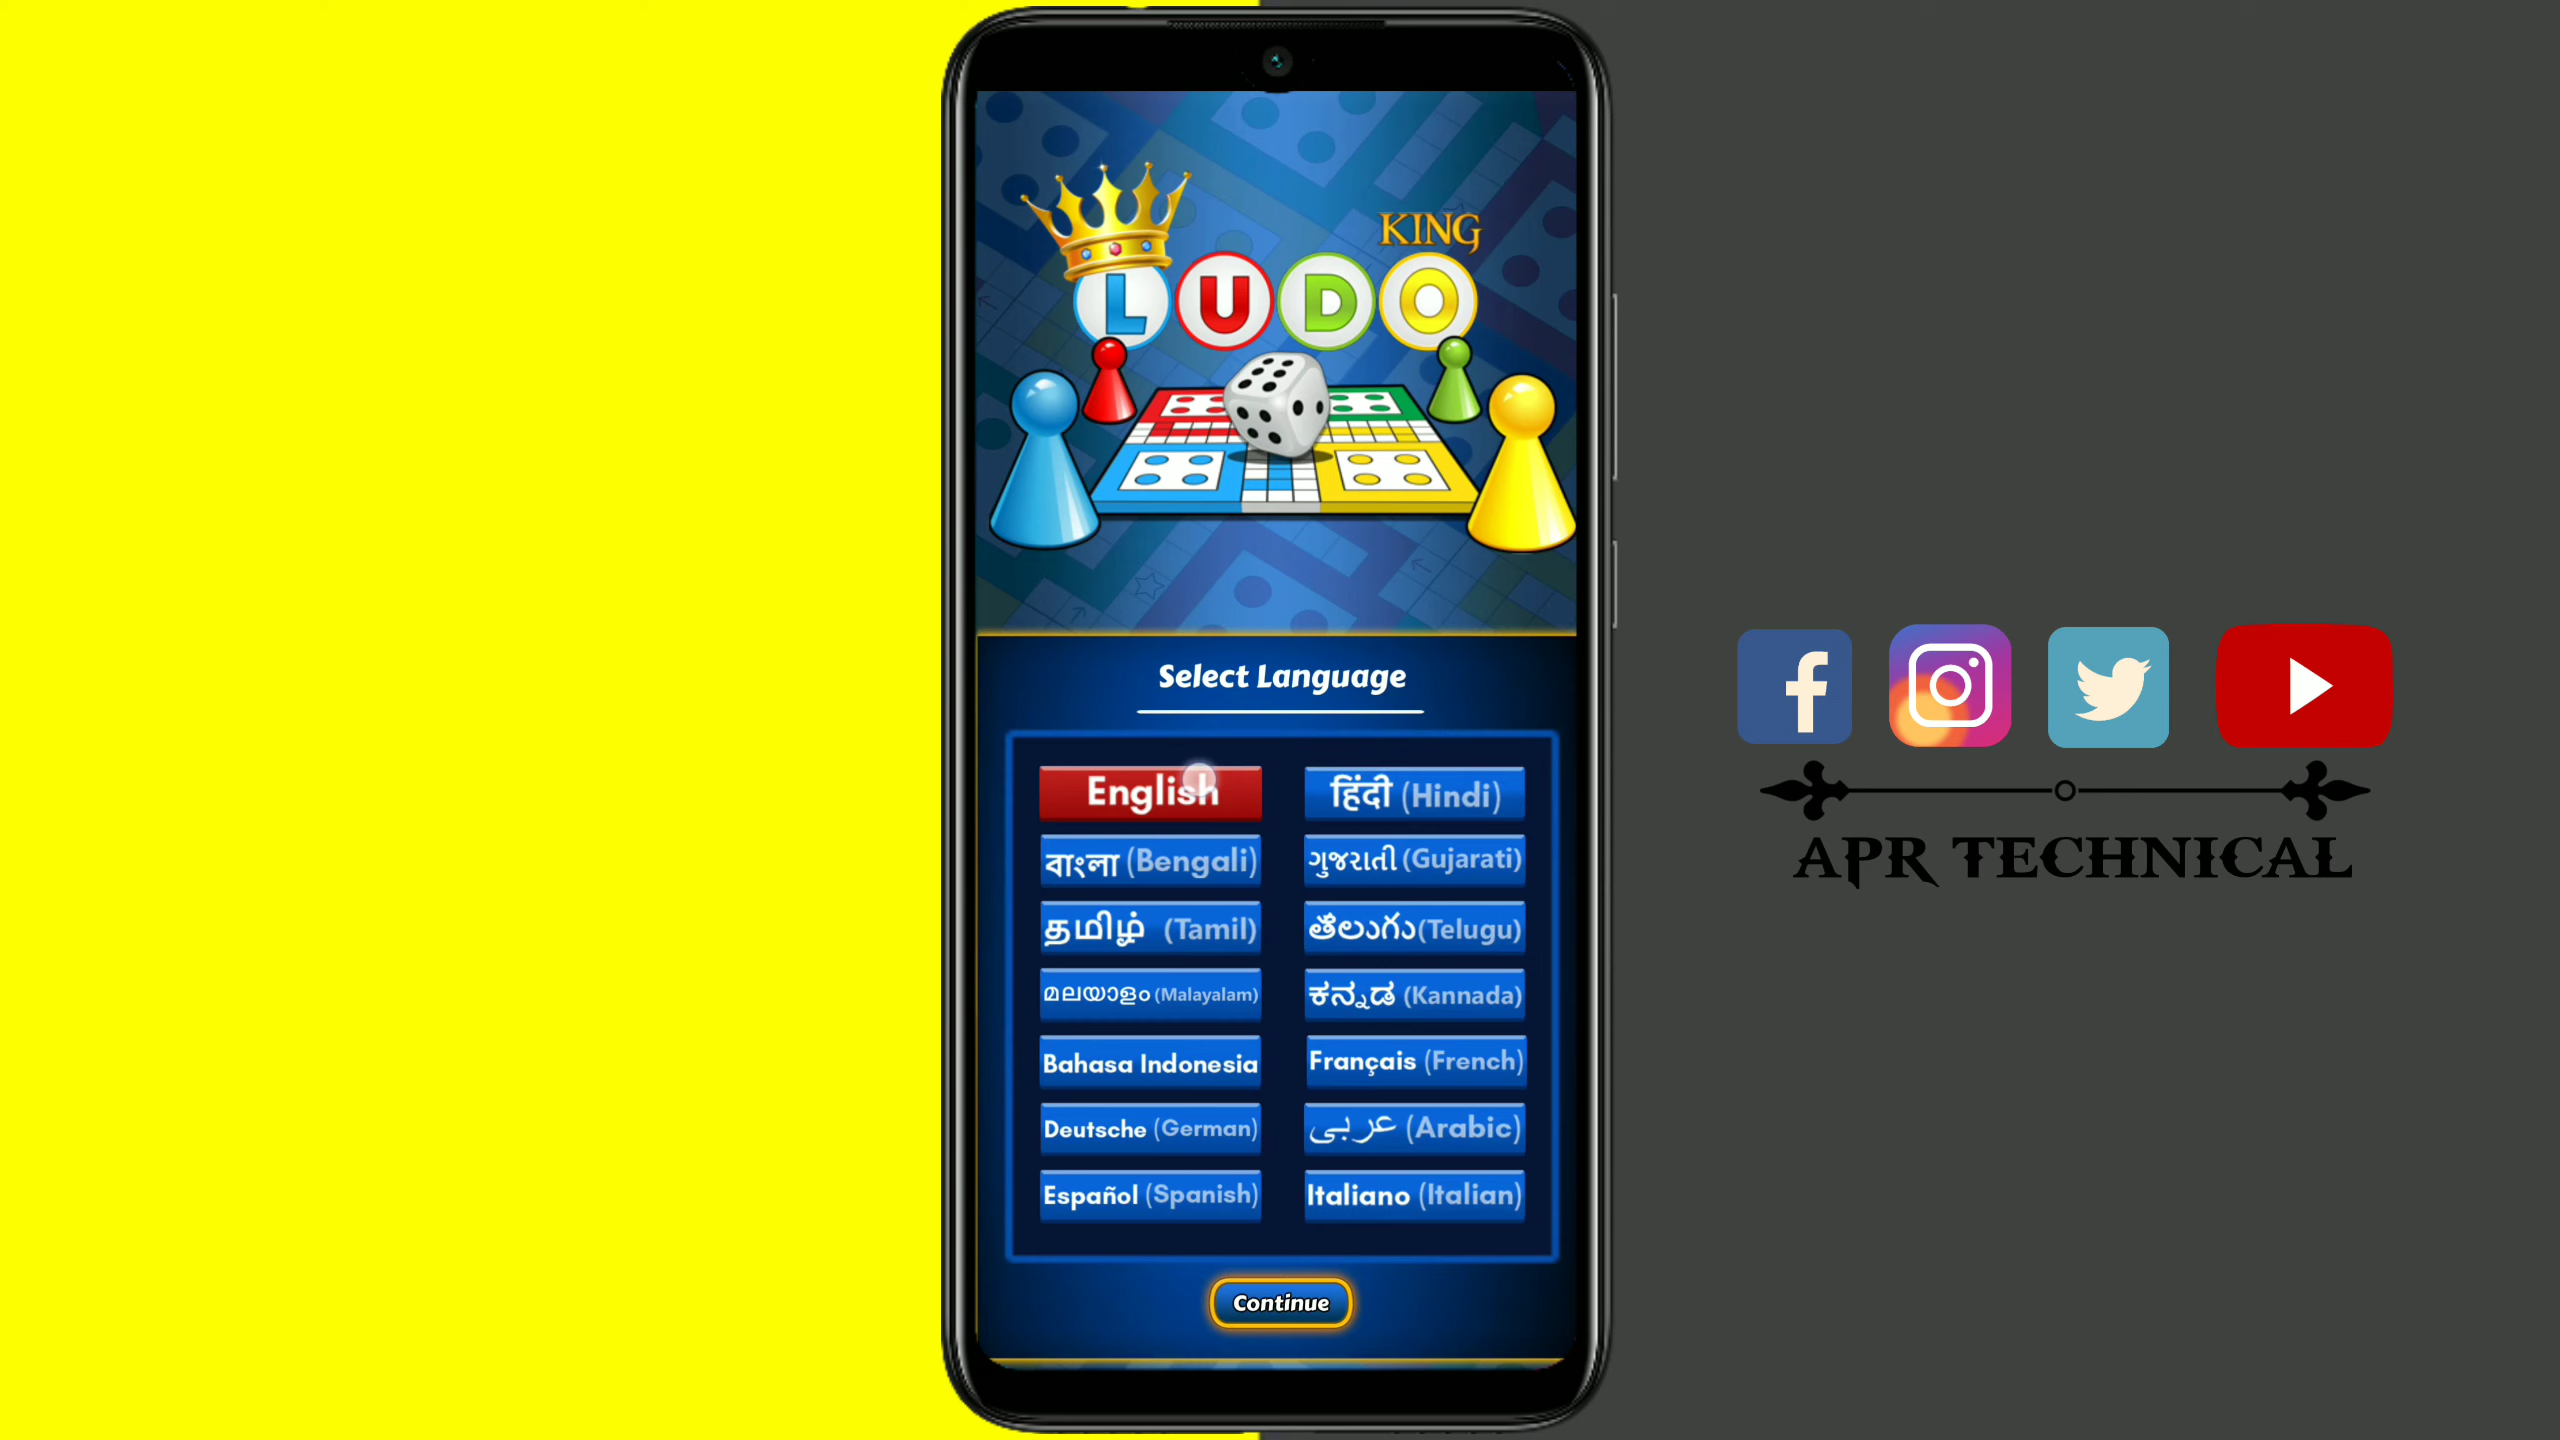 KING
LUDO
Select Language
English
हिंदी (Hindi)
বাংলা (Bengali)
ગુજરાતી (Gujarati)
தமிழ் (Tamil)
తెలుగు(Telugu)
മലയാളം (Malayalam)
ಕನ್ನಡ (Kannada)
Bahasa Indonesia
Français (French)
Deutsche (German)
عربى (Arabic)
Español (Spanish)
Italiano (Italian)
Continue
APR TECHNICAL